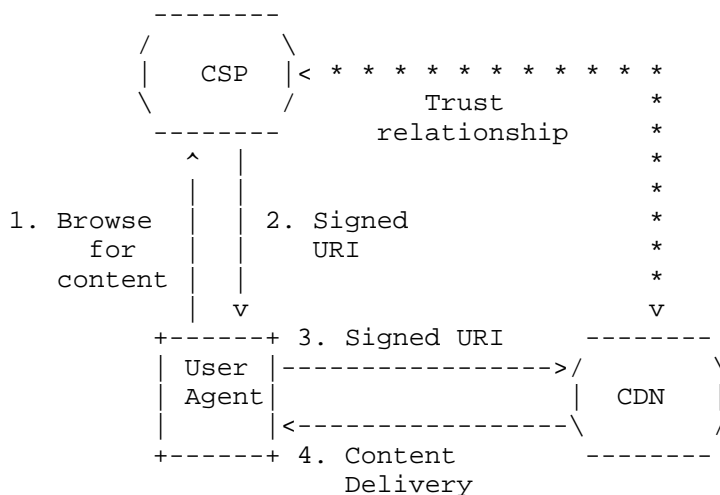 CSP
Trust
relationship
1. Browse
for
content
2. Signed
URI
3. Signed URI
User
Agent
CDN
4. Content
Delivery